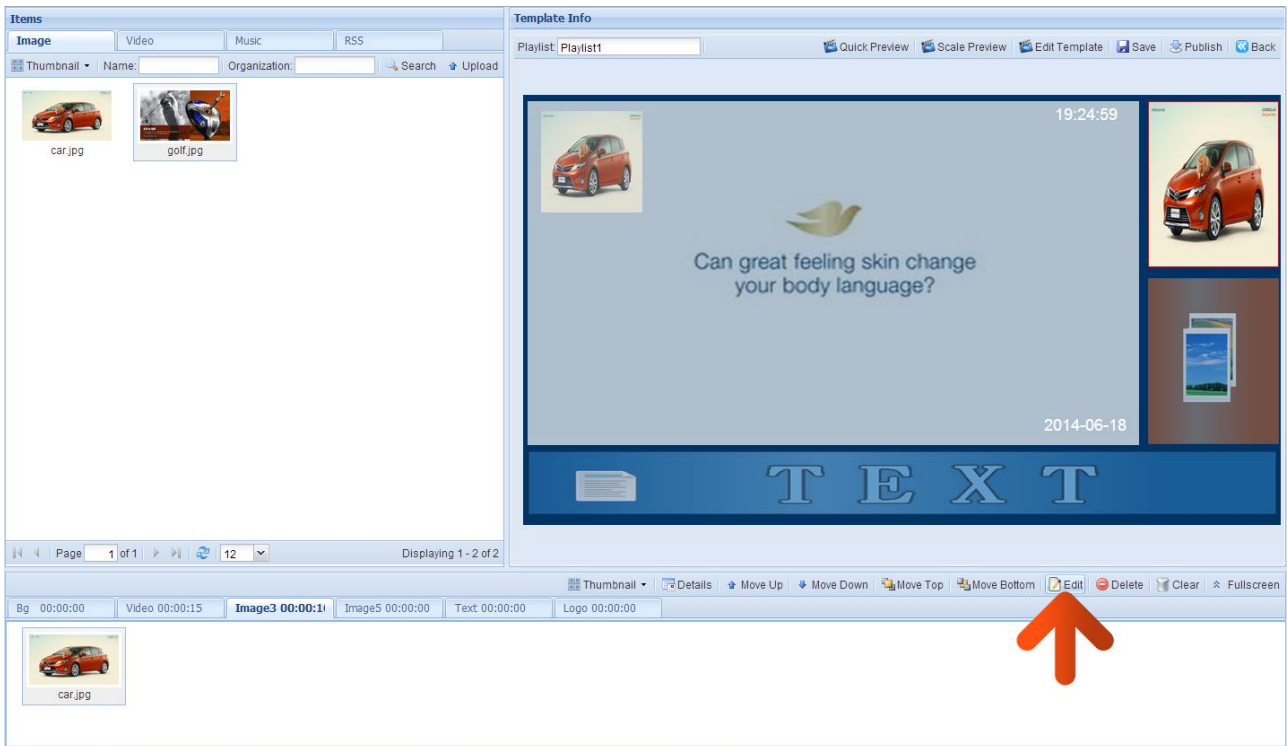 Items
Image Video Music RSS
Thumbnail Name: Organization: Search Upload
car.jpg golf.jpg
Page 1 of 1 12 Displaying 1 - 2 of 2
Template Info
Playlist: Playlist1 Quick Preview Scale Preview Edit Template Save Publish Back
19:24:59
Can great feeling skin change
your body language?
2014-06-18
TEXT
Thumbnail Details Move Up Move Down Move Top Move Bottom Edit Delete Clear Fullscreen
Bg 00:00:00 Video 00:00:15 Image3 00:00:1 Image5 00:00:00 Text 00:00:00 Logo 00:00:00
car.jpg